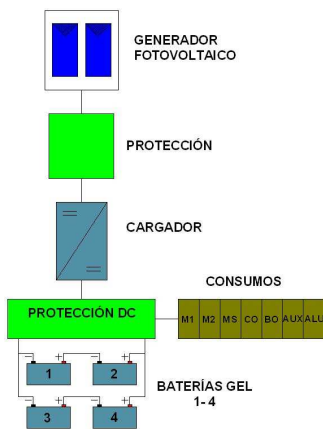 GENERADOR
FOTOVOLTAICO
PROTECCIÓN
CARGADOR
CONSUMOS
PROTECCIÓN DC
M1 M2 MS CO BO AUX ALU
- + - +
1 2
BATERÍAS GEL
1- 4
- + - +
3 4